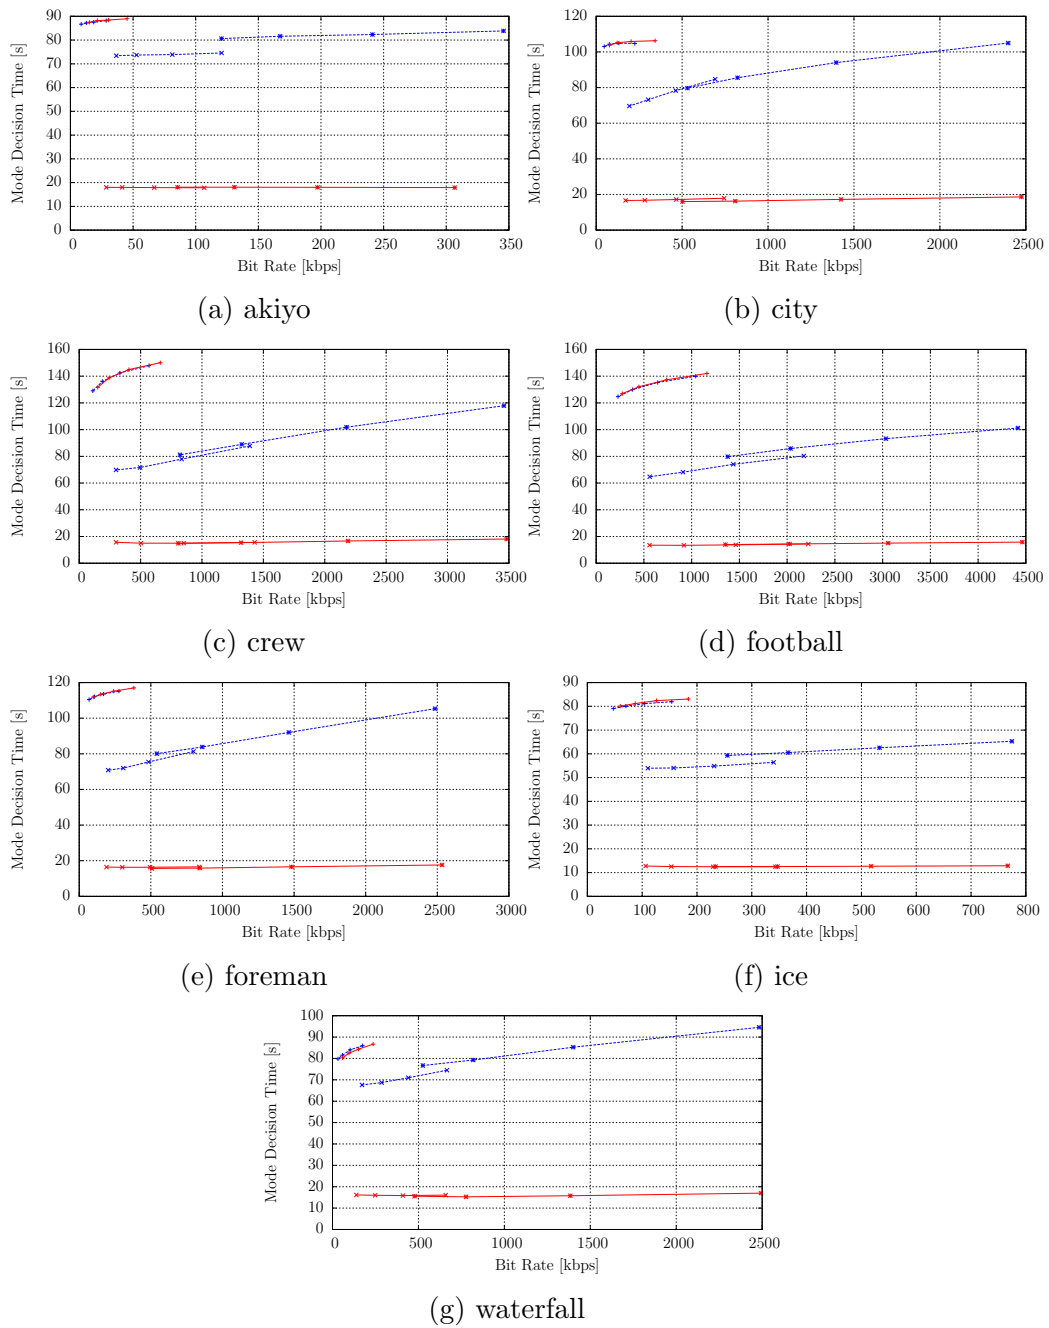 90
80
70
60
50
40
30
20
10
0
Mode Decision Time [s]
0 50 100 150 200 250 300 350
Bit Rate [kbps]
(a) akiyo
120
100
80
60
40
20
0
Mode Decision Time [s]
0 500 1000 1500 2000 2500
Bit Rate [kbps]
(b) city
160
140
120
100
80
60
40
20
0
Mode Decision Time [s]
0 500 1000 1500 2000 2500 3000 3500
Bit Rate [kbps]
(c) crew
160
140
120
100
80
60
40
20
0
Mode Decision Time [s]
0 500 1000 1500 2000 2500 3000 3500 4000 4500
Bit Rate [kbps]
(d) football
120
100
80
60
40
20
0
Mode Decision Time [s]
0 500 1000 1500 2000 2500 3000
Bit Rate [kbps]
(e) foreman
90
80
70
60
50
40
30
20
10
0
Mode Decision Time [s]
0 100 200 300 400 500 600 700 800
Bit Rate [kbps]
(f) ice
100
90
80
70
60
50
40
30
20
10
0
Mode Decision Time [s]
0 500 1000 1500 2000 2500
Bit Rate [kbps]
(g) waterfall